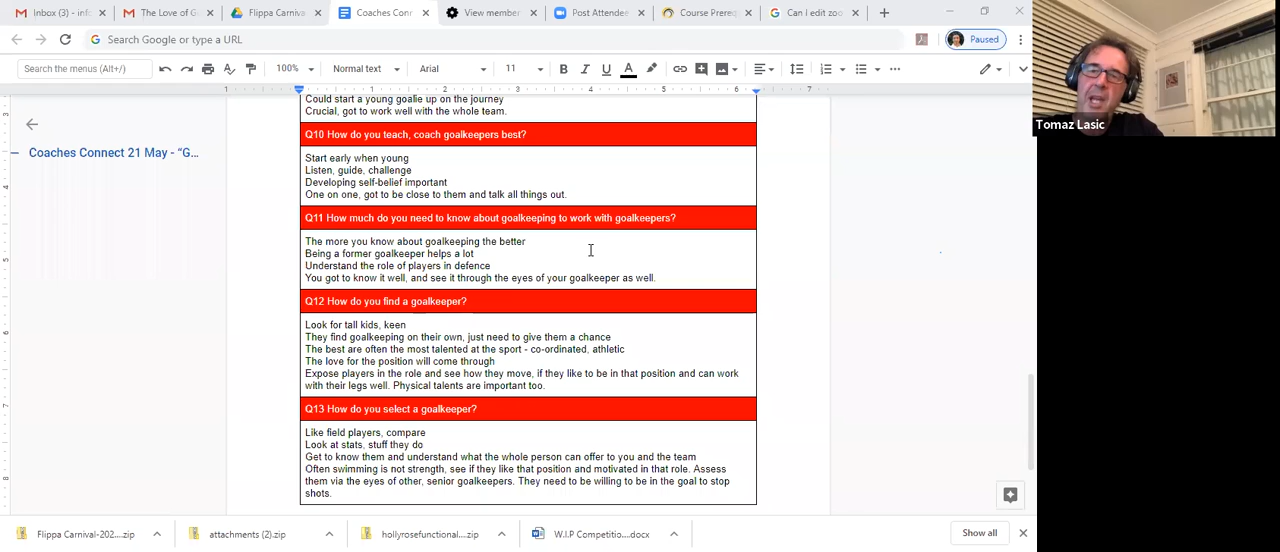 Inbox (3) - info
The Love of G
Flippa Carniva
Coaches Conn
View member
Post Attendee
Course Prereq
Can I edit zoo
Search Google or type a URL
Paused
Search the menus (Alt+/)
100%
Normal text
Arial
11
B I U A
1 1 2 3 4 5 6 7
Could start a young goalie up on the journey
Crucial, got to work well with the whole team.
Q10 How do you teach, coach goalkeepers best?
Coaches Connect 21 May - "G...
Start early when young
Listen, guide, challenge
Developing self-belief important
One on one, got to be close to them and talk all things out.
Q11 How much do you need to know about goalkeeping to work with goalkeepers?
The more you know about goalkeeping the better
Being a former goalkeeper helps a lot
Understand the role of players in defence
You got to know it well, and see it through the eyes of your goalkeeper as well.
Q12 How do you find a goalkeeper?
Look for tall kids, keen
They find goalkeeping on their own, just need to give them a chance
The best are often the most talented at the sport - co-ordinated, athletic
The love for the position will come through
Expose players in the role and see how they move, if they like to be in that position and can work
with their legs well. Physical talents are important too.
Q13 How do you select a goalkeeper?
Like field players, compare
Look at stats, stuff they do
Get to know them and understand what the whole person can offer to you and the team
Often swimming is not strength, see if they like that position and motivated in that role. Assess
them via the eyes of other, senior goalkeepers. They need to be willing to be in the goal to stop
shots.
4
5
6
7
8
Flippa Carnival-202....zip
attachments (2).zip
hollyrosefunctional....zip
W.I.P Competitio....docx
Show all
Tomaz Lasic